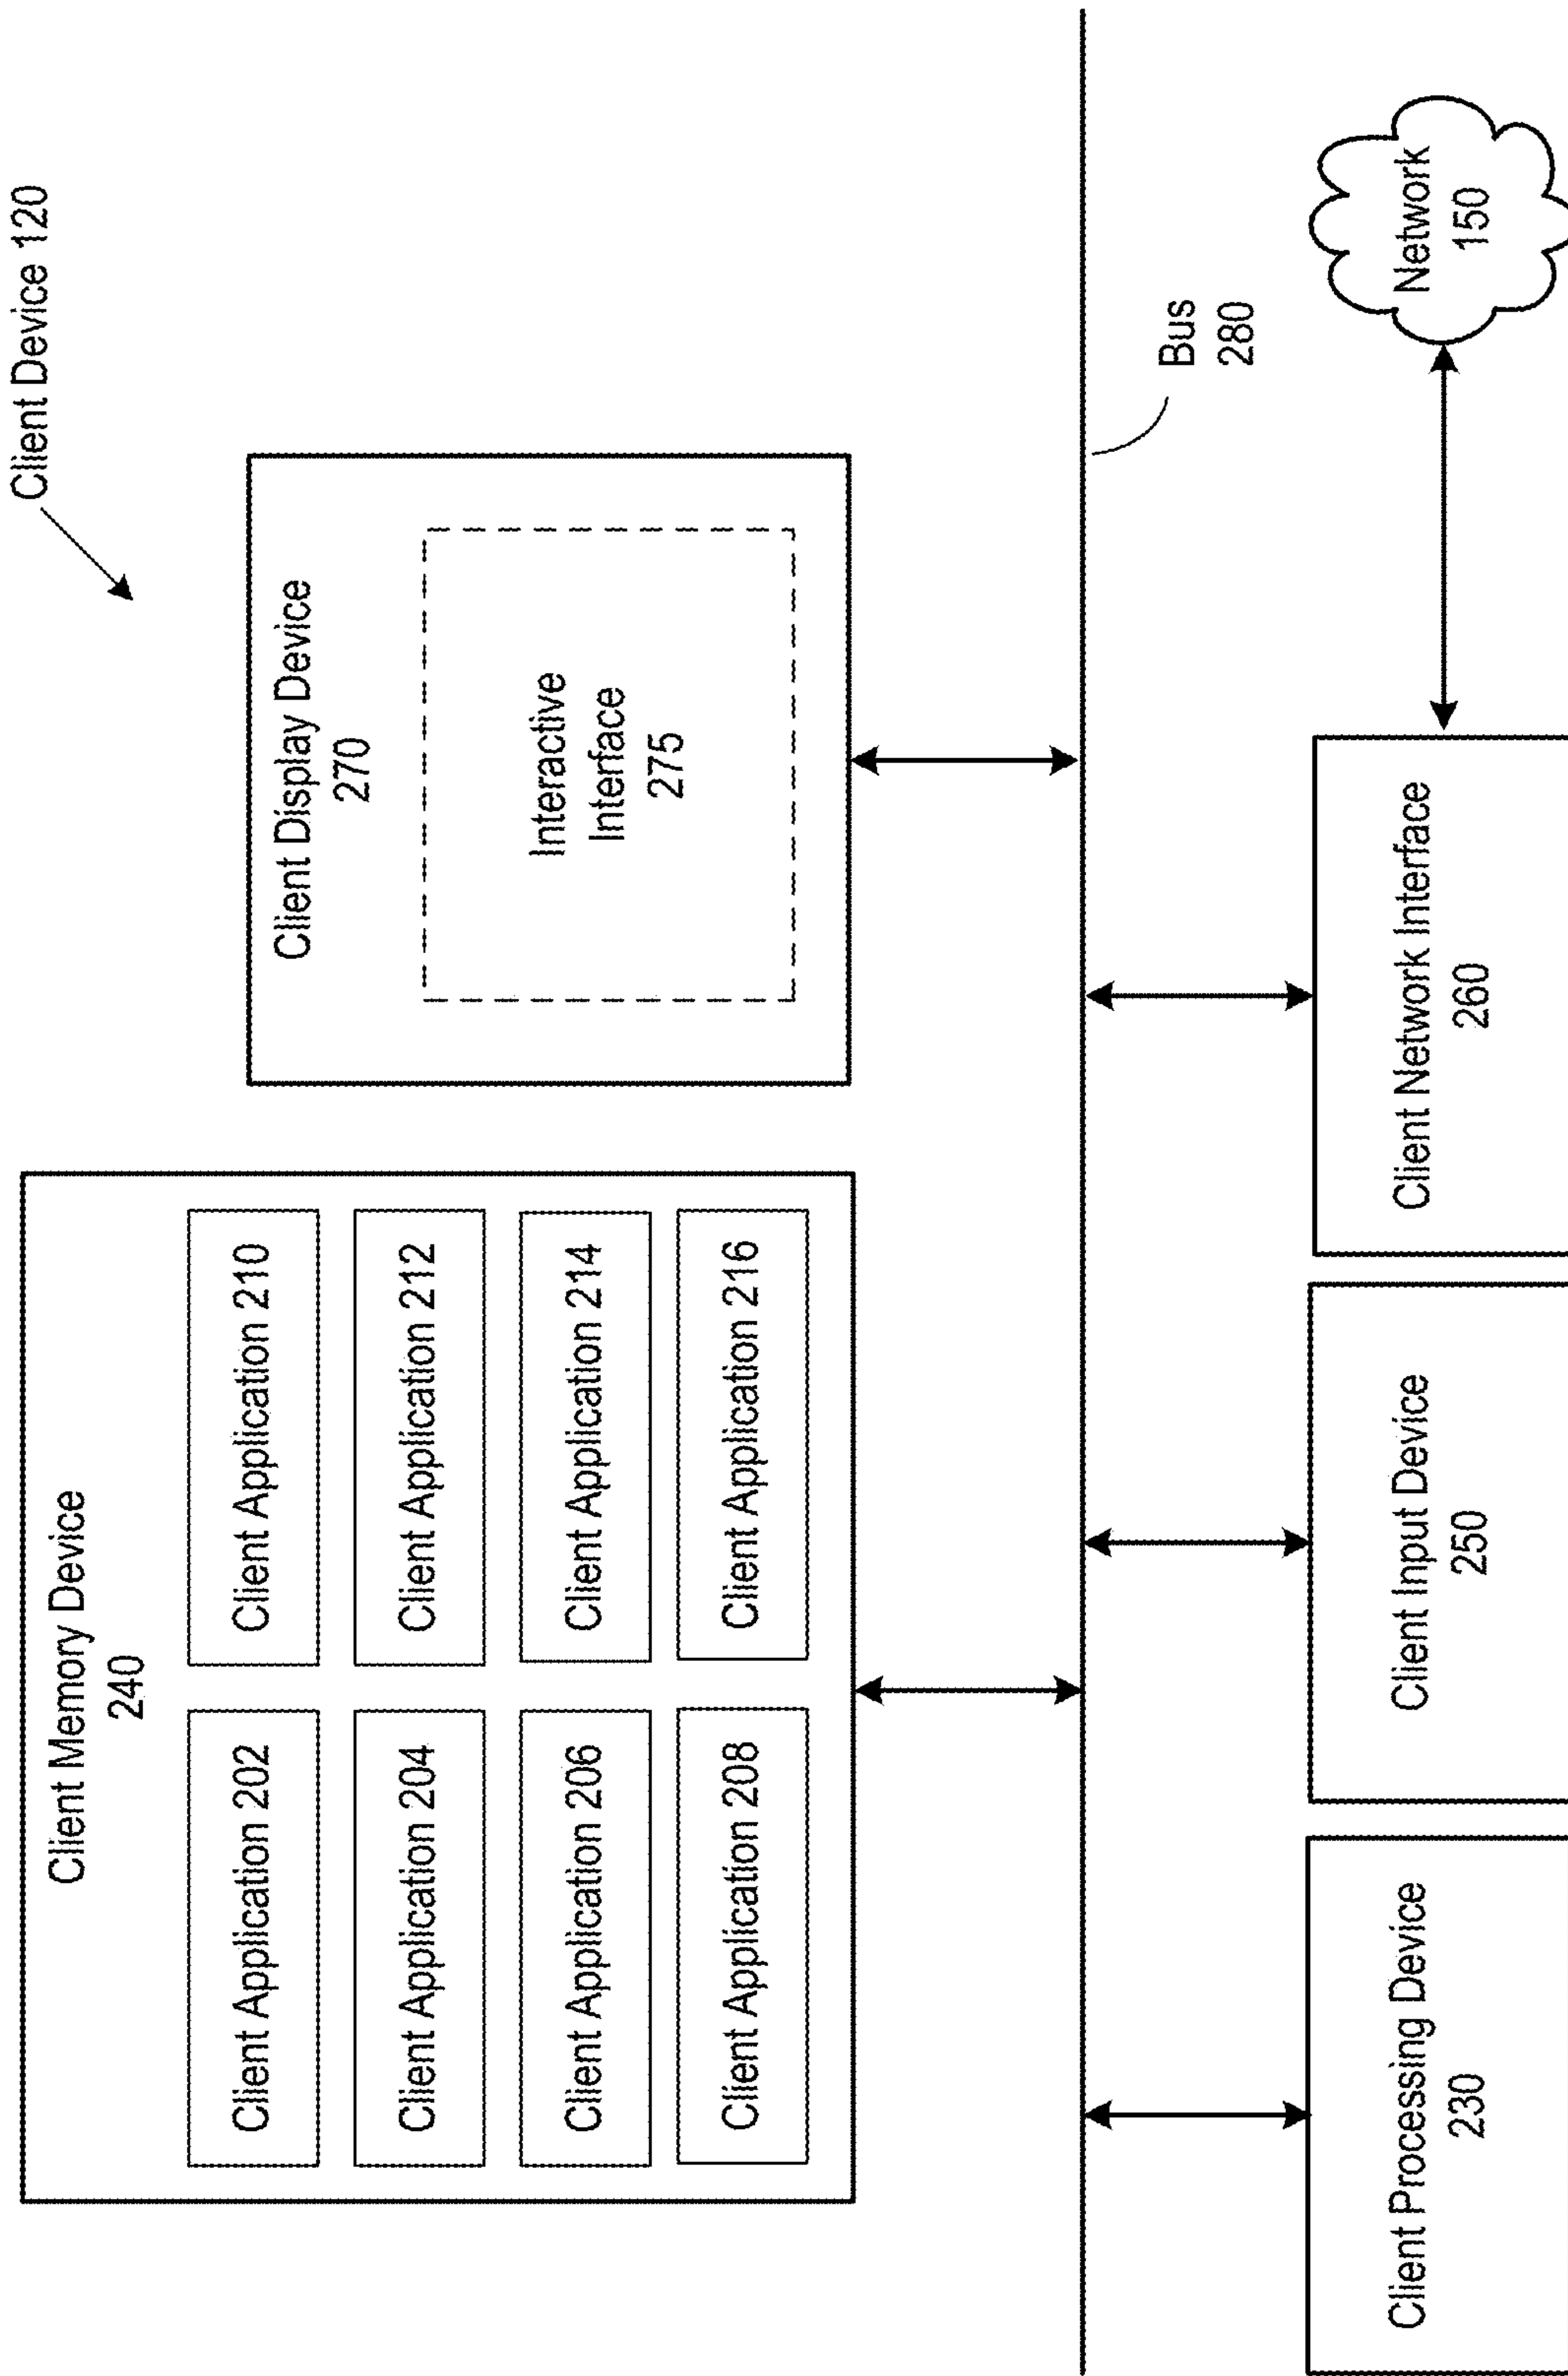 Client Device 120
Client Memory Device
240
Client Application 202
Client Application 210
Client Application 204
Client Application 212
Client Application 206
Client Application 214
Client Application 208
Client Application 216
Client Display Device
270
Interactive
Interface
275
Bus
280
Client Processing Device
230
Client Input Device
250
Client Network Interface
260
Network
150